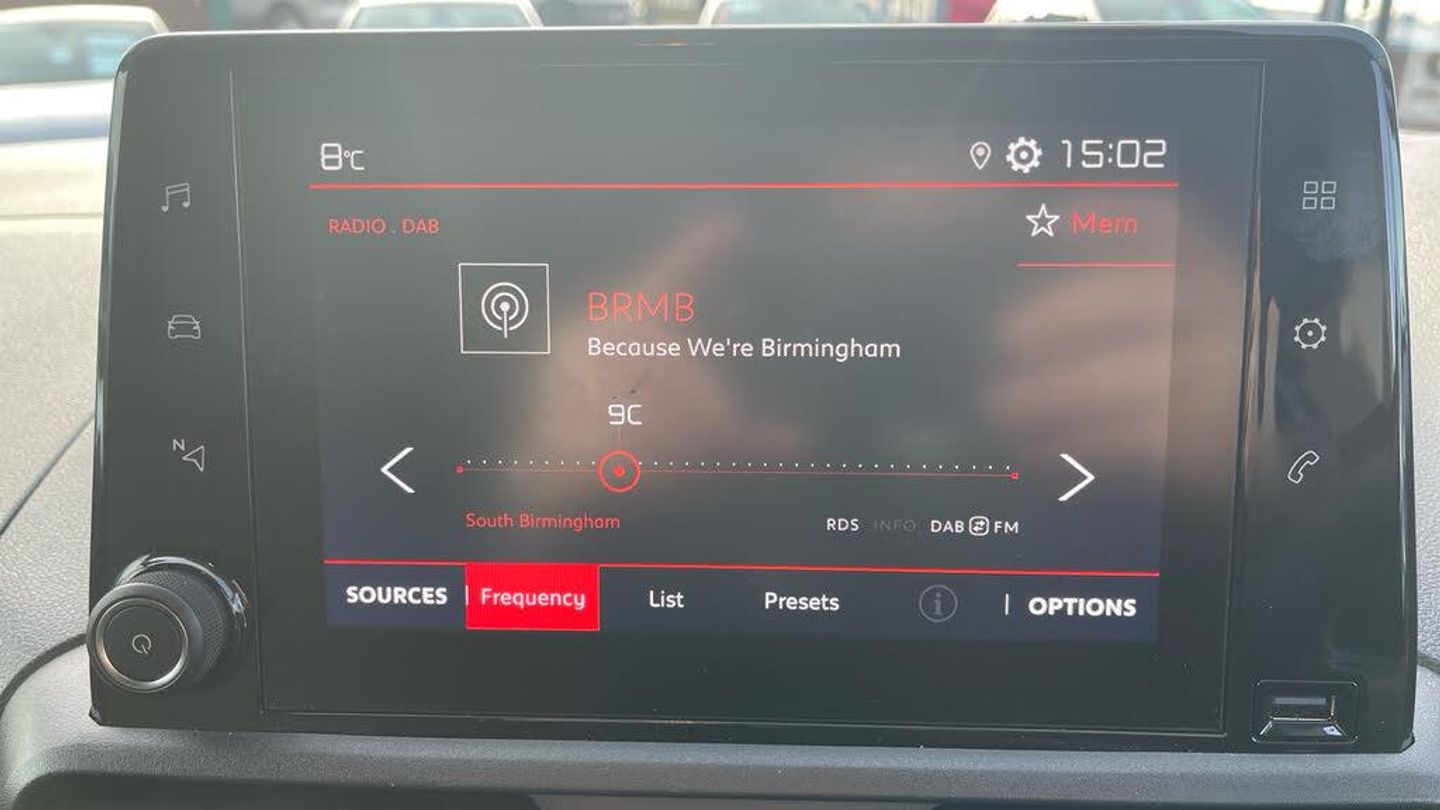 8°C
15:02
RADIO . DAB
Mem
BRMB
Because We're Birmingham
9C
N
South Birmingham
RDS INFO DAB FM
SOURCES Frequency List Presets i OPTIONS